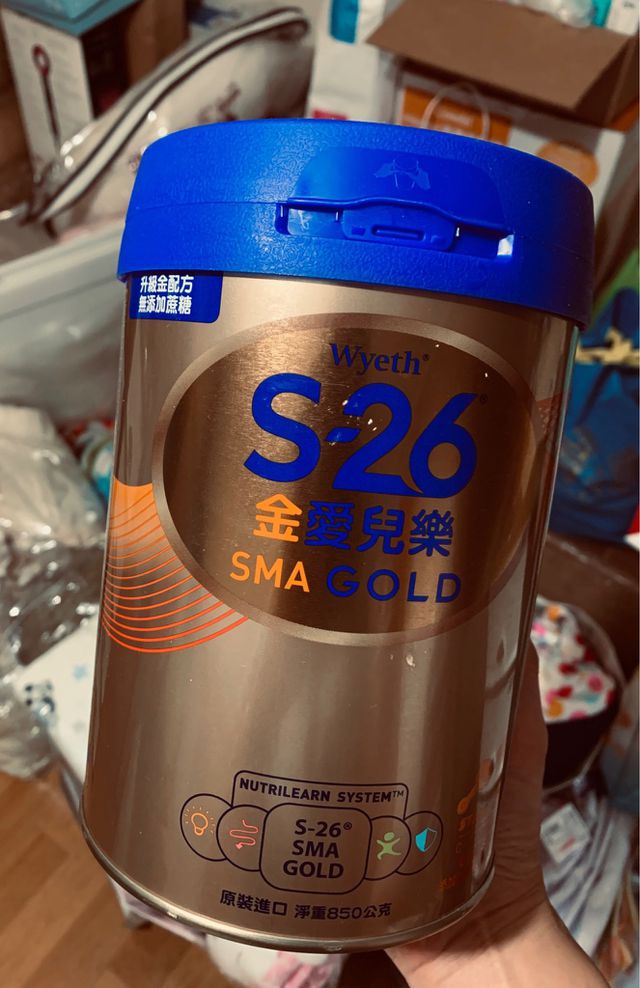 升級金配方
無添加蔗糖
Wyeth®
S-26®
金愛兒樂
SMA GOLD
NUTRILEARN SYSTEM™
S-26®
SMA
GOLD
原裝進口 淨重850公克